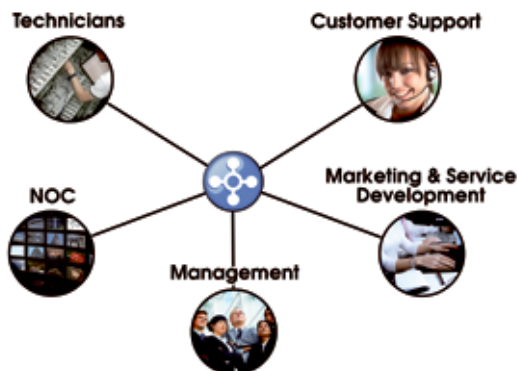 Technicians
Customer Support
NOC
Marketing & Service
Development
Management